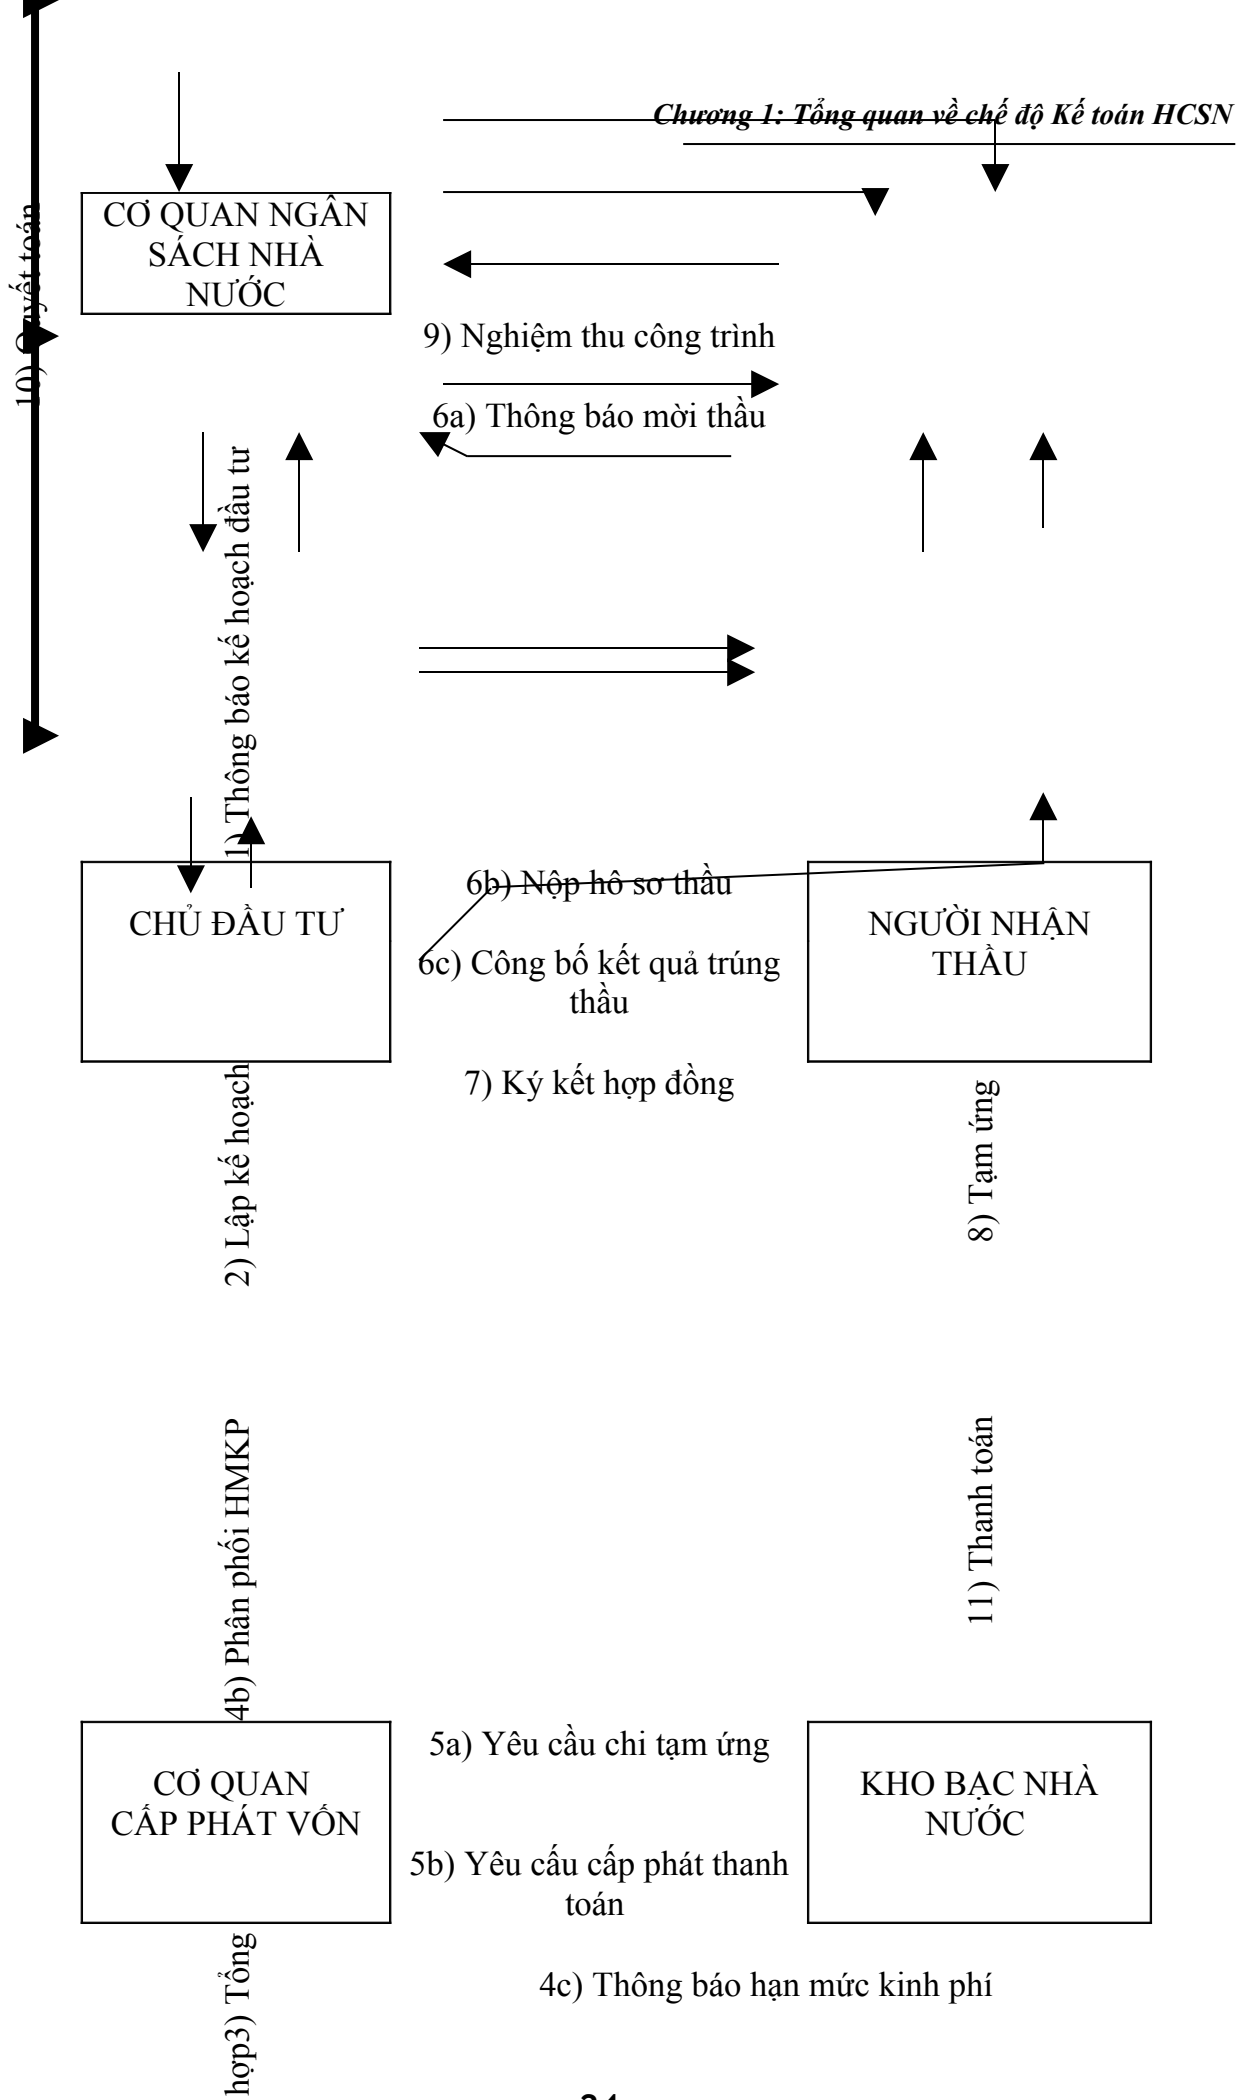 Chương 1: Tổng quan về chế độ Kế toán HCSN
CƠ QUAN NGÂN
SÁCH NHÀ
NƯỚC
10) Quyết toán
9) Nghiệm thu công trình
6a) Thông báo mời thầu
1) Thông báo kế hoạch đầu tư
CHỦ ĐẦU TƯ
6b) Nộp hồ sơ thầu
6c) Công bố kết quả trúng
thầu
7) Ký kết hợp đồng
NGƯỜI NHẬN
THẦU
2) Lập kế hoạch
8) Tạm ứng
4b) Phân phối HMKP
11) Thanh toán
CƠ QUAN
CẤP PHÁT VỐN
5a) Yêu cầu chi tạm ứng
5b) Yêu cấu cấp phát thanh
toán
KHO BẠC NHÀ
NƯỚC
hợp3) Tổng
4c) Thông báo hạn mức kinh phí